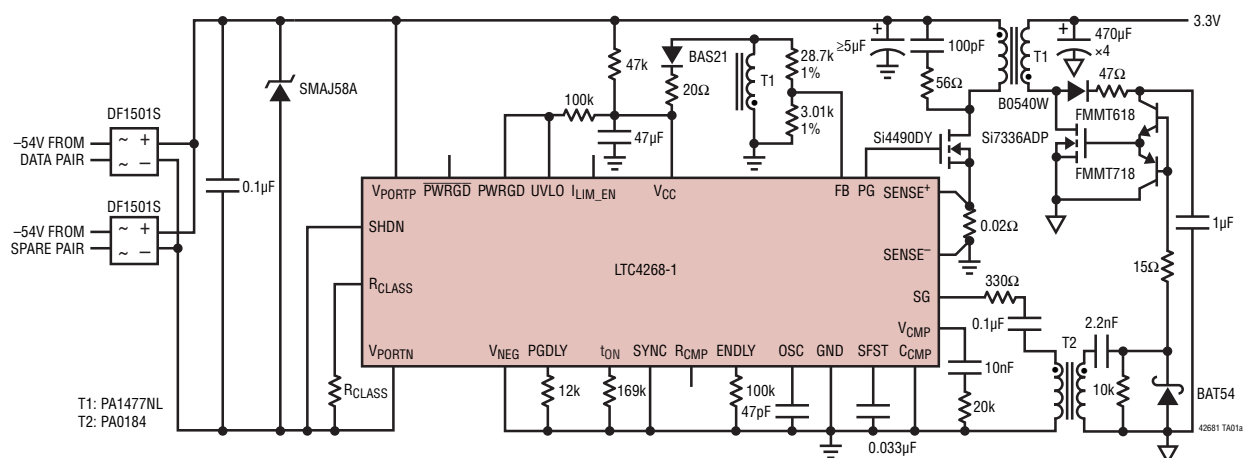 3.3V
+
≥5µF
100pF
56Ω
T1
+
470µF
×4
47Ω
B0540W
FMMT618
FMMT718
Si4490DY
Si7336ADP
47k
BAS21
20Ω
T1
28.7k
1%
3.01k
1%
100k
47µF
SMAJ58A
DF1501S
–54V FROM
DATA PAIR
~ +
~ –
DF1501S
–54V FROM
SPARE PAIR
~ +
~ –
0.1µF
VPORTP
PWRGD
PWRGD
UVLO
ILIM_EN
VCC
FB
PG
SENSE+
SHDN
0.02Ω
1µF
SENSE–
LTC4268-1
RCLASS
SG
330Ω
0.1µF
15Ω
VCMP
VPORTN
VNEG
PGDLY
tON
SYNC
RCMP
ENDLY
OSC
GND
SFST
CCMP
T2
2.2nF
RCLASS
12k
169k
100k
47pF
0.033µF
10nF
20k
10k
BAT54
T1: PA1477NL
T2: PA0184
42681 TA01a